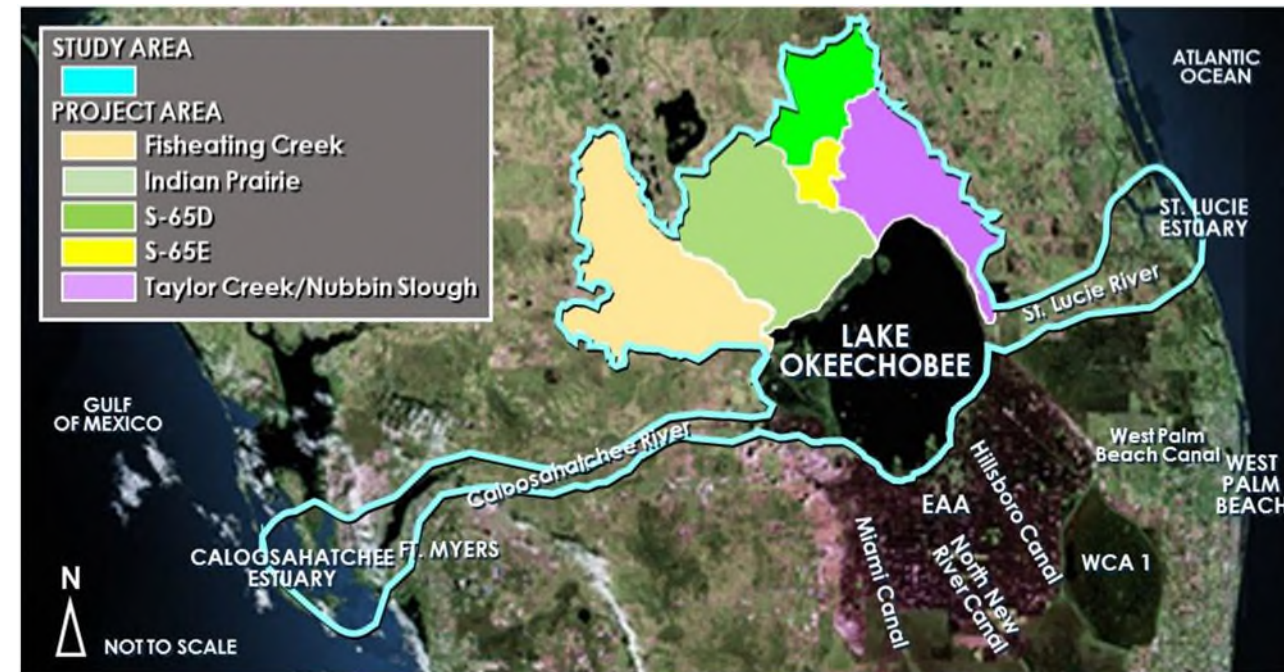 STUDY AREA
PROJECT AREA
Fisheating Creek
Indian Prairie
S-65D
S-65E
Taylor Creek/Nubbin Slough
ATLANTIC
OCEAN
ST. LUCIE
ESTUARY
St. Lucie River
LAKE
OKEECHOBEE
GULF
OF MEXICO
Caloosahatchee River
West Palm
Beach Canal
WEST
PALM
BEACH
Hillsboro Canal
EAA
CALOOSAHATCHEE
ESTUARY
FT. MYERS
Miami Canal
North New
River Canal
WCA 1
N
NOT TO SCALE